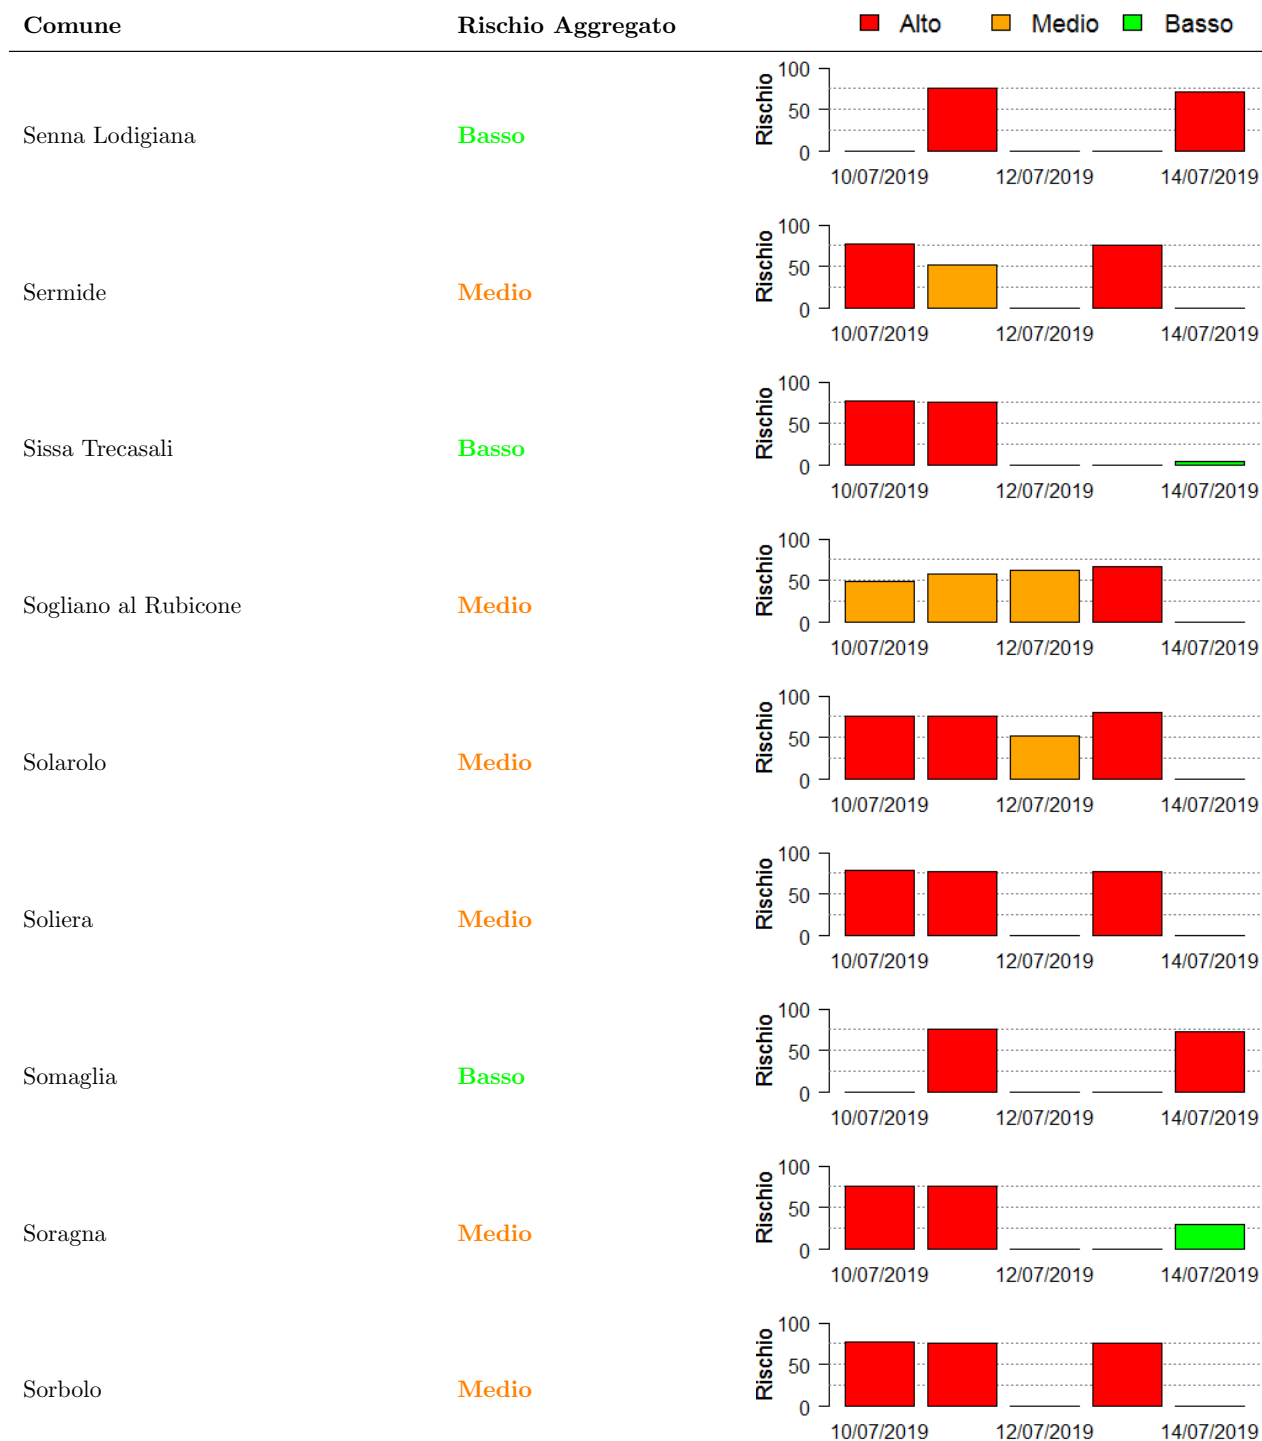 Comune Rischio Aggregato Alto Medio Basso
Senna Lodigiana Basso Rischio 100 50 0
10/07/2019 12/07/2019 14/07/2019
Sermide Medio Rischio 100 50 0
10/07/2019 12/07/2019 14/07/2019
Sissa Trecasali Basso Rischio 100 50 0
10/07/2019 12/07/2019 14/07/2019
Sogliano al Rubicone Medio Rischio 100 50 0
10/07/2019 12/07/2019 14/07/2019
Solarolo Medio Rischio 100 50 0
10/07/2019 12/07/2019 14/07/2019
Soliera Medio Rischio 100 50 0
10/07/2019 12/07/2019 14/07/2019
Somaglia Basso Rischio 100 50 0
10/07/2019 12/07/2019 14/07/2019
Soragna Medio Rischio 100 50 0
10/07/2019 12/07/2019 14/07/2019
Sorbolo Medio Rischio 100 50 0
10/07/2019 12/07/2019 14/07/2019